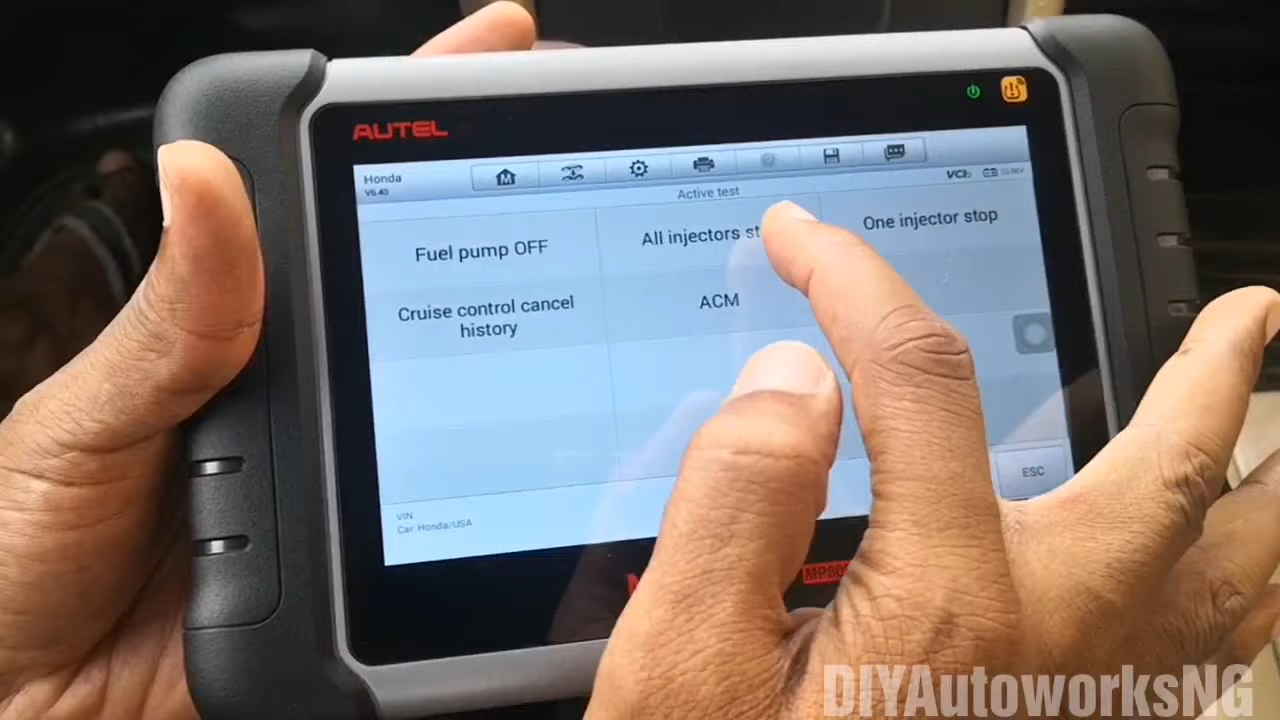 AUTEL
Honda
V5.40
Active test
VCI
Fuel pump OFF
All injectors
One injector stop
Cruise control cancel
history
ACM
ESC
VIN
Car: Honda/USA
DIYAutoworksNG